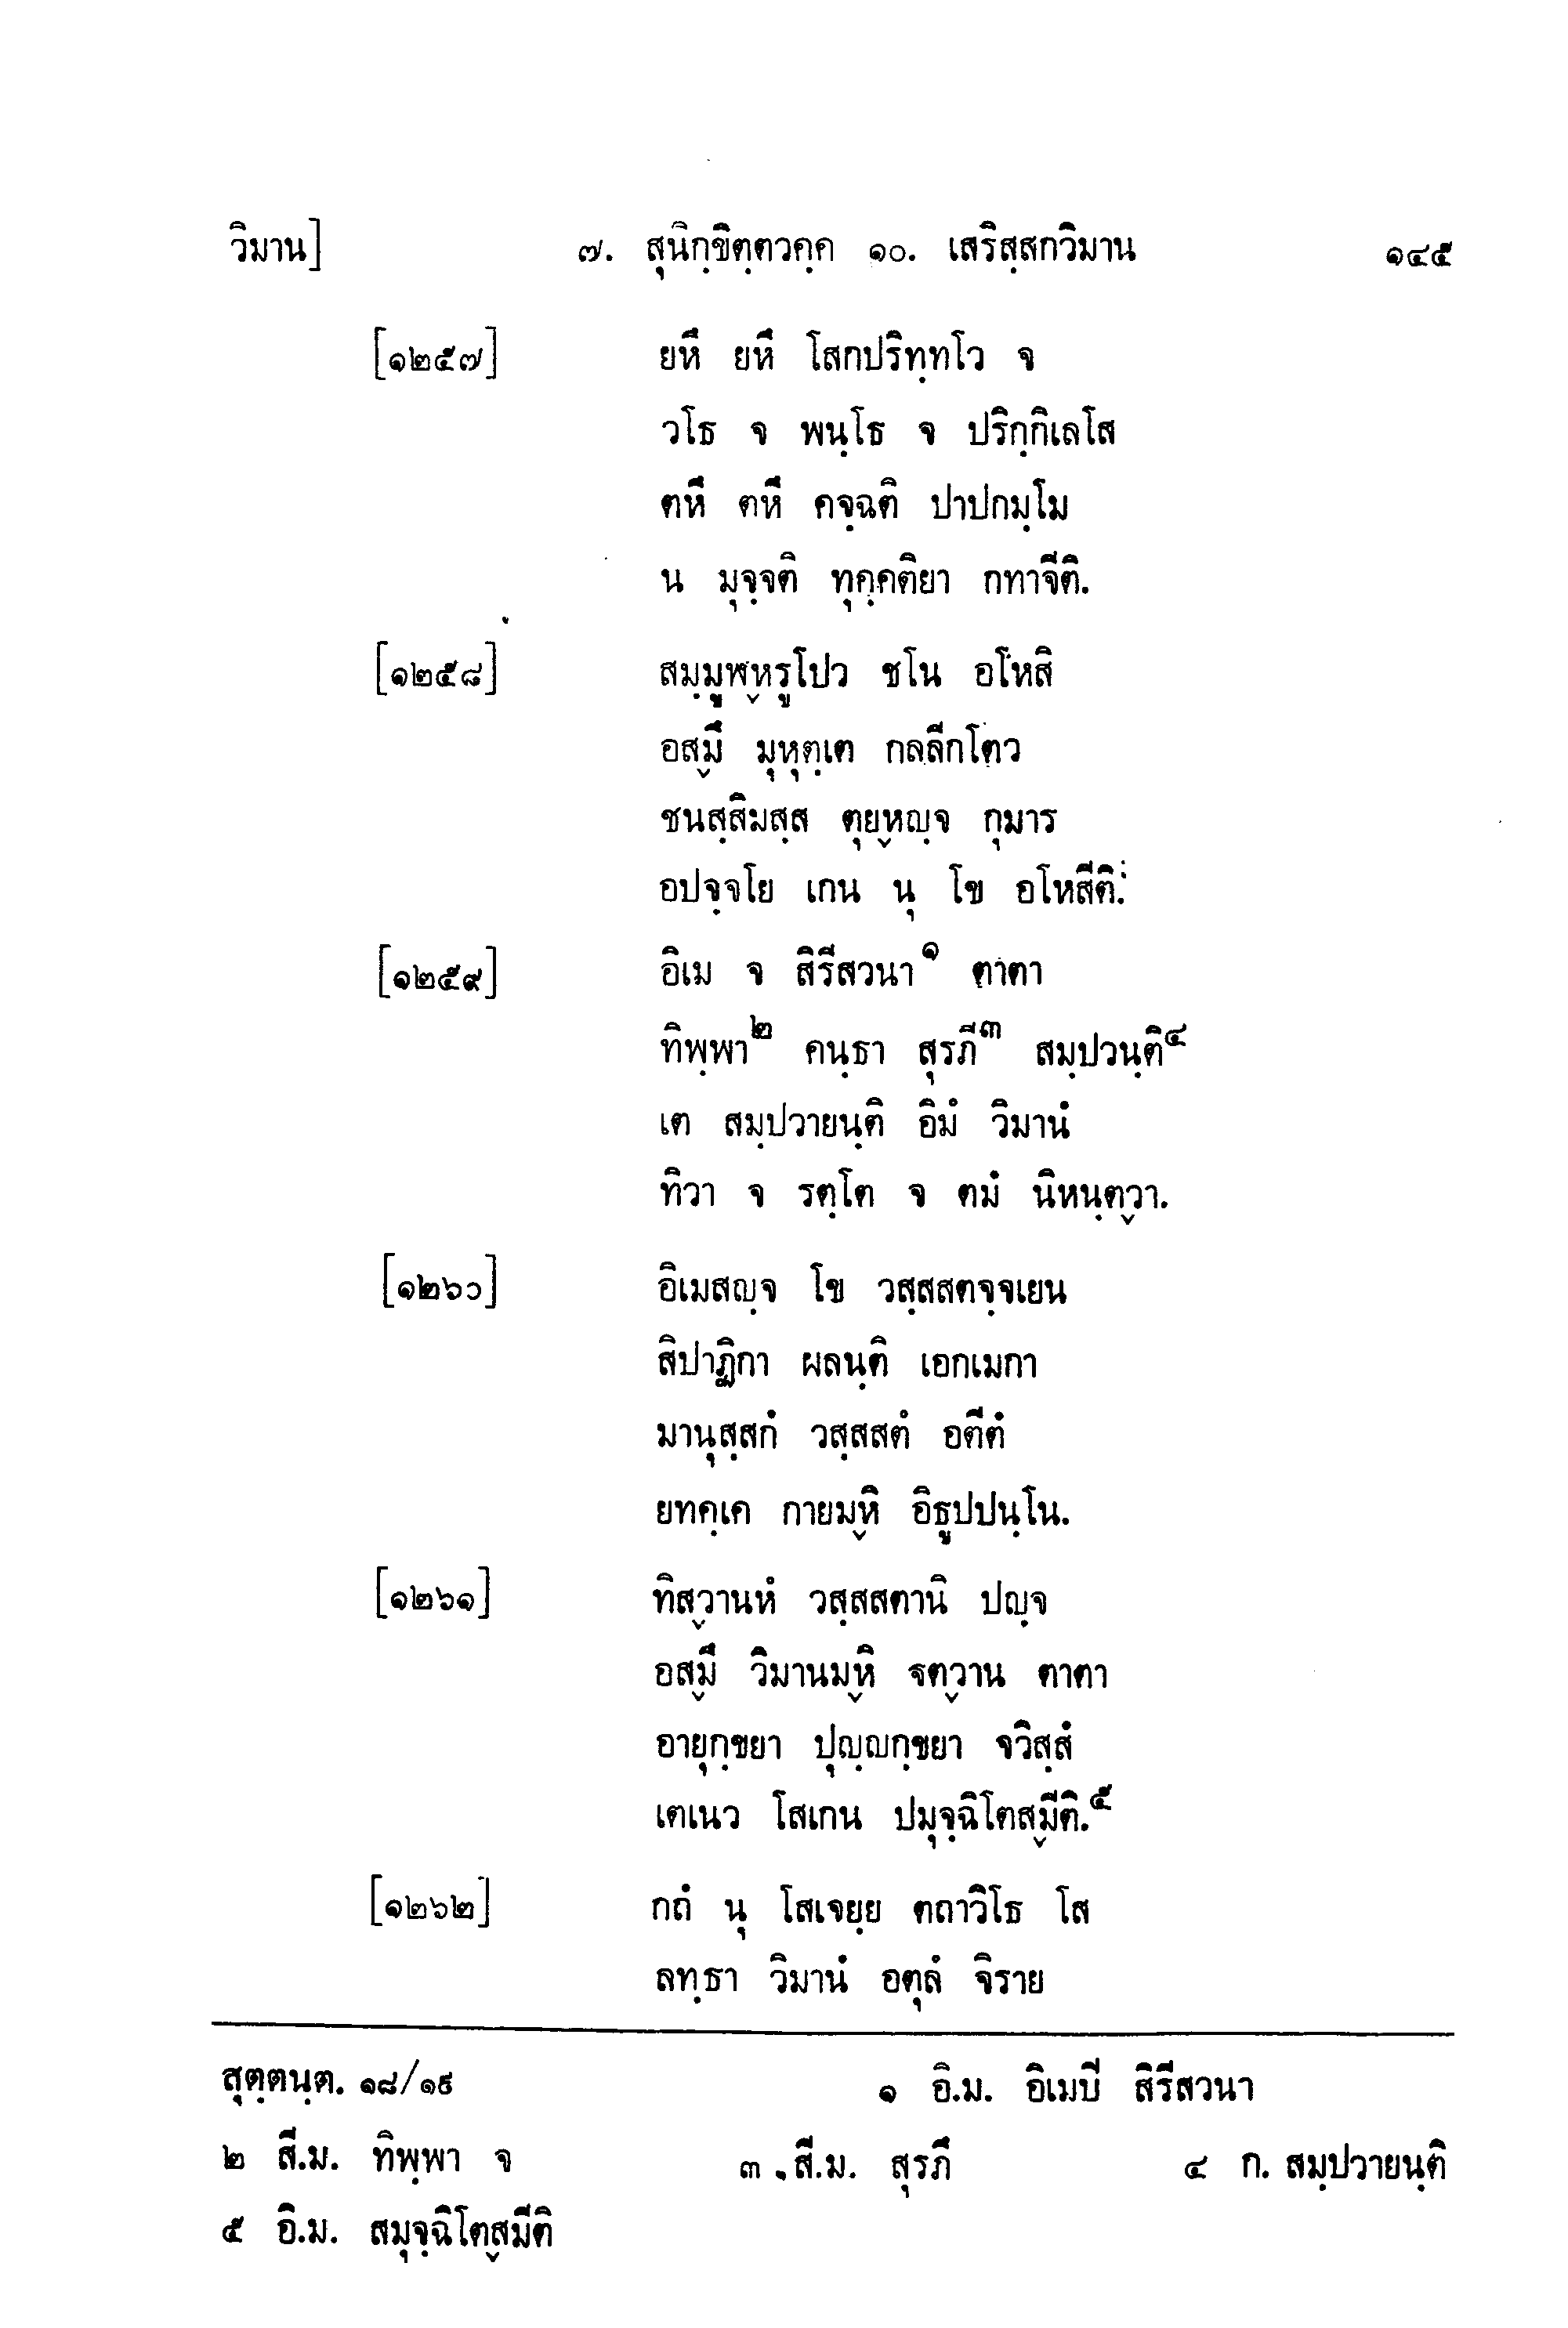 วิมาน] ๗. สุนิกฺขิตฺตวคฺค ๑๐. เสริสฺสกวิมาน ๑๔๕
[๑๒๕๗] ยหึ ยหึ โสกปริทฺทโว จ
วโธ จ พนฺโธ จ ปริกฺกิเลโส
ตหึ ตหึ คจฺฉติ ปาปกมฺโม
น มุจฺจติ ทุคฺคติยา กทาจีติ.
[๑๒๕๘] สมฺมูฬฺหรูโปว ชโน อโหสิ
อสฺมึ มุหุตฺเต กลลีกโตว
ชนสฺสิมสฺส ตุยฺหญฺจ กุมาร
อปจฺจโย เกน นุ โข อโหสีติ.
[๑๒๕๙] อิเม จ สิรีสวนา๑ ตาตา
ทิพฺพา๒ คนฺธา สุรภี๓ สมฺปวนฺติ๔
เต สมฺปวายนฺติ อิมํ วิมานํ
ทิวา จ รตฺโต จ ตมํ นิหนฺตฺวา.
[๑๒๖๐] อิเมสญฺจ โข วสฺสสตจฺจเยน
สิปาฏิกา ผลนฺติ เอกเมกา
มานุสฺสกํ วสฺสสตํ อตีตํ
ยทคฺเค กายมฺหิ อิธูปปนฺโน.
[๑๒๖๑] ทิสฺวานหํ วสฺสสตานิ ปญฺจ
อสฺมึ วิมานมฺหิ ฐตฺวาน ตาตา
อายุกฺขยา ปุญฺญกฺขยา จวิสฺสํ
เตเนว โสเกน ปมุจฺฉิโตสฺมีติ.๕
[๑๒๖๒] กถํ นุ โสเจยฺย ตถาวิโธ โส
ลทฺธา วิมานํ อตุลํ จิราย
สุตฺตนฺต. ๑๘/๑๙ ๑ อิ.ม. อิเมบี สิรีสวนา
๒ สี.ม. ทิพฺพา จ ๓ สี.ม. สุรภึ ๔ ก. สมฺปวายนฺติ
๕ อิ.ม. สมุจฺฉิโตสฺมีติ